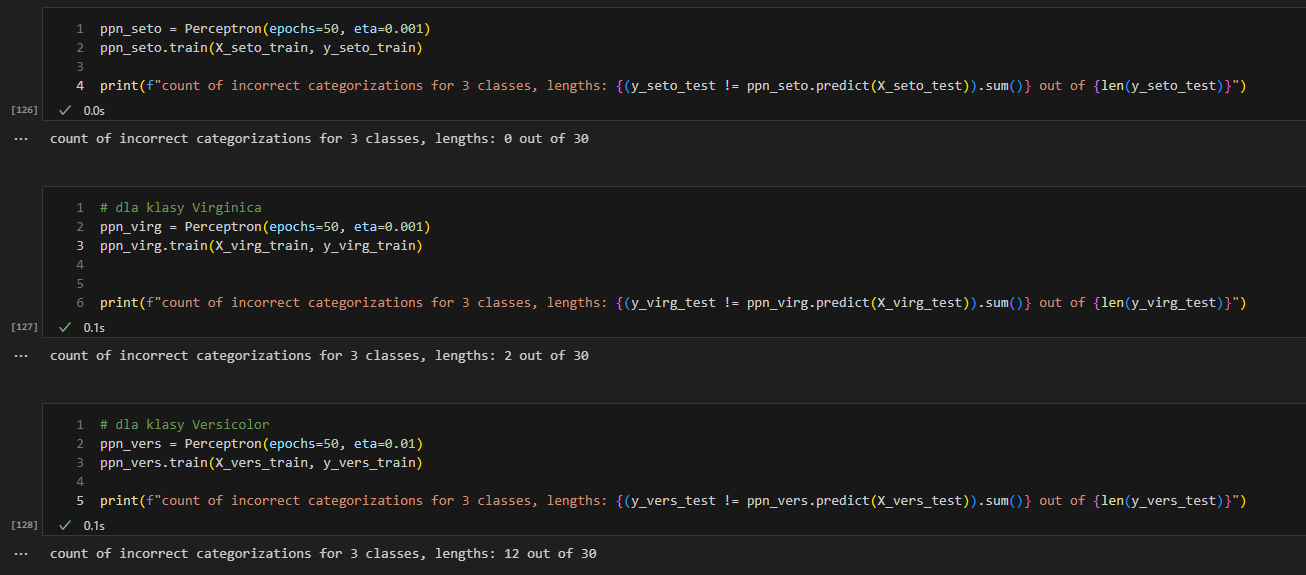 1 ppn_seto = Perceptron(epochs=50, eta=0.001)
2 ppn_seto.train(X_seto_train, y_seto_train)
3
4 print(f"count of incorrect categorizations for 3 classes, lengths: {(y_seto_test != ppn_seto.predict(X_seto_test)).sum()} out of {len(y_seto_test)}")
[126] ✓ 0.0s
... count of incorrect categorizations for 3 classes, lengths: 0 out of 30
1 # dla klasy Virginica
2 ppn_virg = Perceptron(epochs=50, eta=0.001)
3 ppn_virg.train(X_virg_train, y_virg_train)
4
5
6 print(f"count of incorrect categorizations for 3 classes, lengths: {(y_virg_test != ppn_virg.predict(X_virg_test)).sum()} out of {len(y_virg_test)}")
[127] ✓ 0.1s
... count of incorrect categorizations for 3 classes, lengths: 2 out of 30
1 # dla klasy Versicolor
2 ppn_vers = Perceptron(epochs=50, eta=0.01)
3 ppn_vers.train(X_vers_train, y_vers_train)
4
5 print(f"count of incorrect categorizations for 3 classes, lengths: {(y_vers_test != ppn_vers.predict(X_vers_test)).sum()} out of {len(y_vers_test)}")
[128] ✓ 0.1s
... count of incorrect categorizations for 3 classes, lengths: 12 out of 30